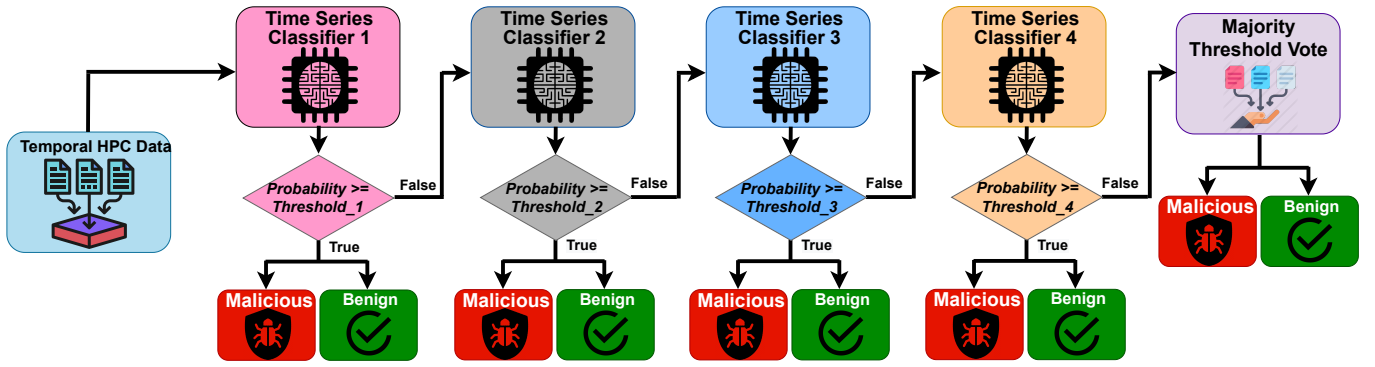 Temporal HPC Data
Time Series
Classifier 1
Probability >=
Threshold_1
False
True
Malicious
Benign
Time Series
Classifier 2
Probability >=
Threshold_2
False
True
Malicious
Benign
Time Series
Classifier 3
Probability >=
Threshold_3
False
True
Malicious
Benign
Time Series
Classifier 4
Probability >=
Threshold_4
False
True
Malicious
Benign
Majority
Threshold Vote
Malicious
Benign